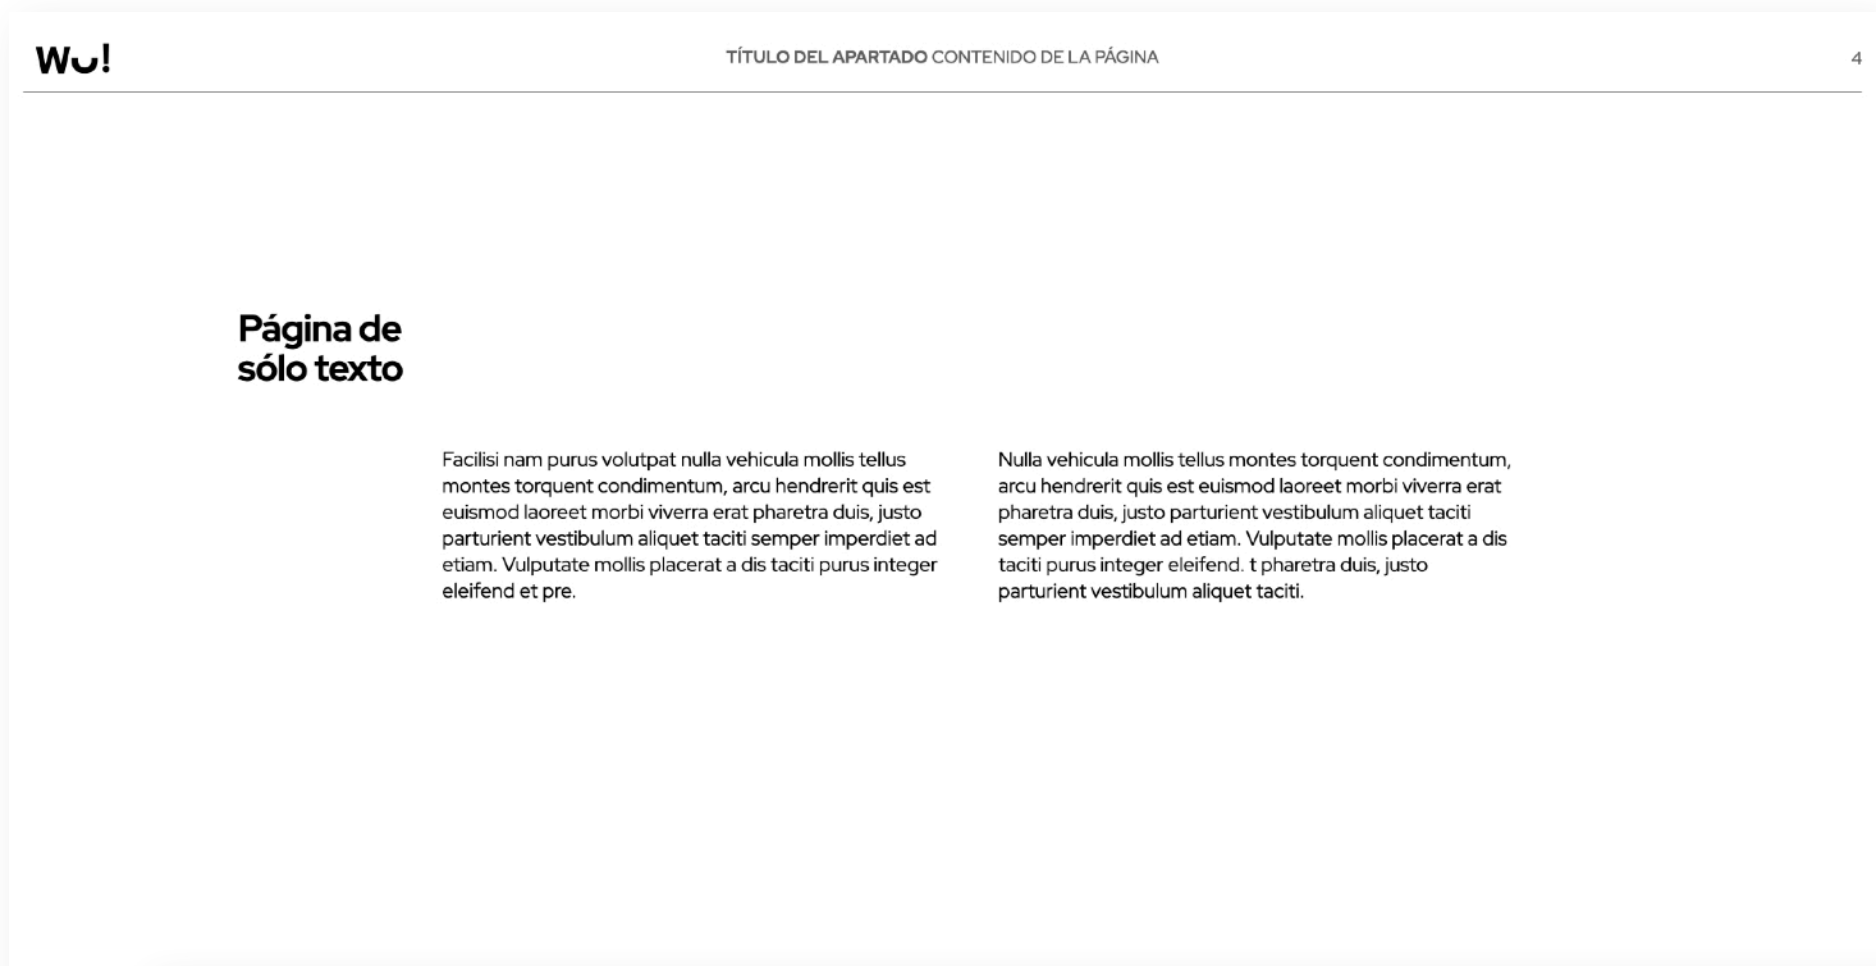 Wu!
TÍTULO DEL APARTADO CONTENIDO DE LA PÁGINA
4
Página de
sólo texto
Facilisi nam purus volutpat nulla vehicula mollis tellus
montes torquent condimentum, arcu hendrerit quis est
euismod laoreet morbi viverra erat pharetra duis, justo
parturient vestibulum aliquet taciti semper imperdiet ad
etiam. Vulputate mollis placerat a dis taciti purus integer
eleifend et pre.
Nulla vehicula mollis tellus montes torquent condimentum,
arcu hendrerit quis est euismod laoreet morbi viverra erat
pharetra duis, justo parturient vestibulum aliquet taciti
semper imperdiet ad etiam. Vulputate mollis placerat a dis
taciti purus integer eleifend. t pharetra duis, justo
parturient vestibulum aliquet taciti.